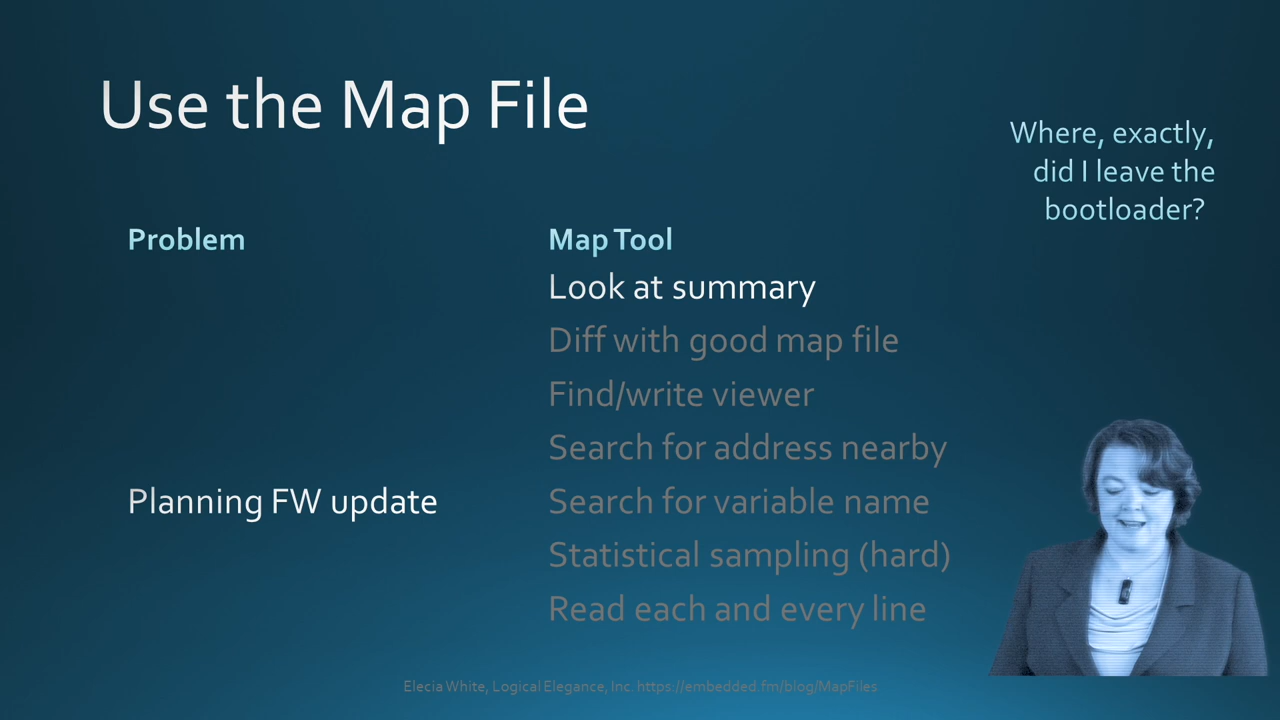 Use the Map File
Where, exactly,
did I leave the
bootloader?
Problem
Map Tool
Look at summary
Diff with good map file
Find/write viewer
Search for address nearby
Planning FW update
Search for variable name
Statistical sampling (hard)
Read each and every line
Elecia White, Logical Elegance, Inc. https://embedded.fm/blog/MapFiles